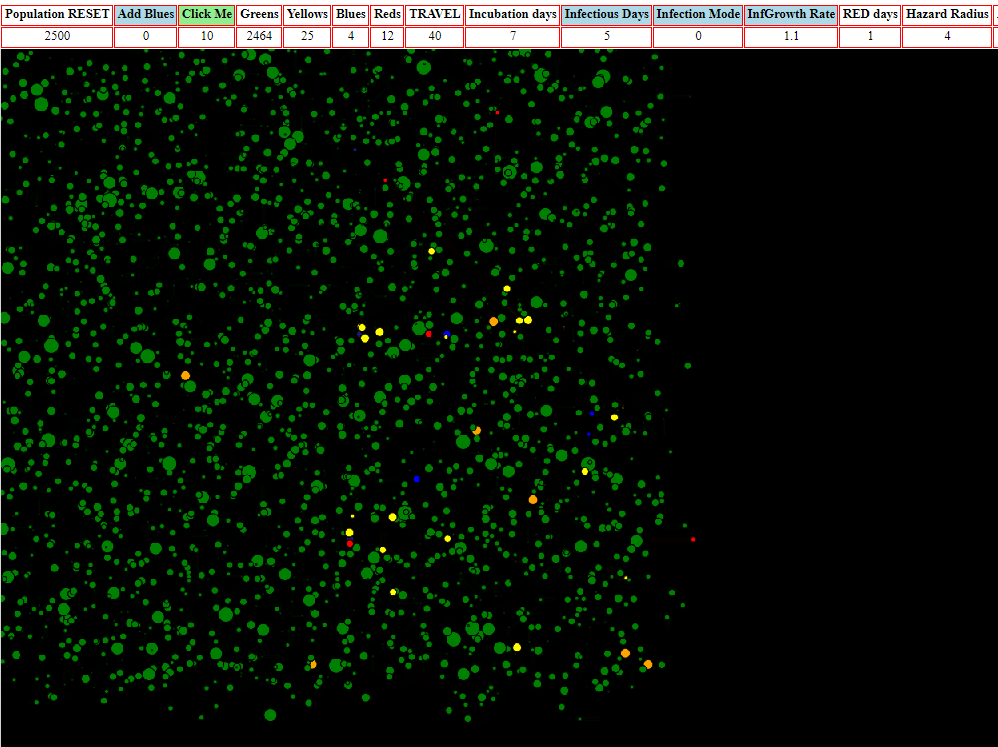 Population RESET Add Blues Click Me Greens Yellows Blues Reds TRAVEL Incubation days Infectious Days Infection Mode InfGrowth Rate RED days Hazard Radius
2500 0 10 2464 25 4 12 40 7 5 0 1.1 1 4